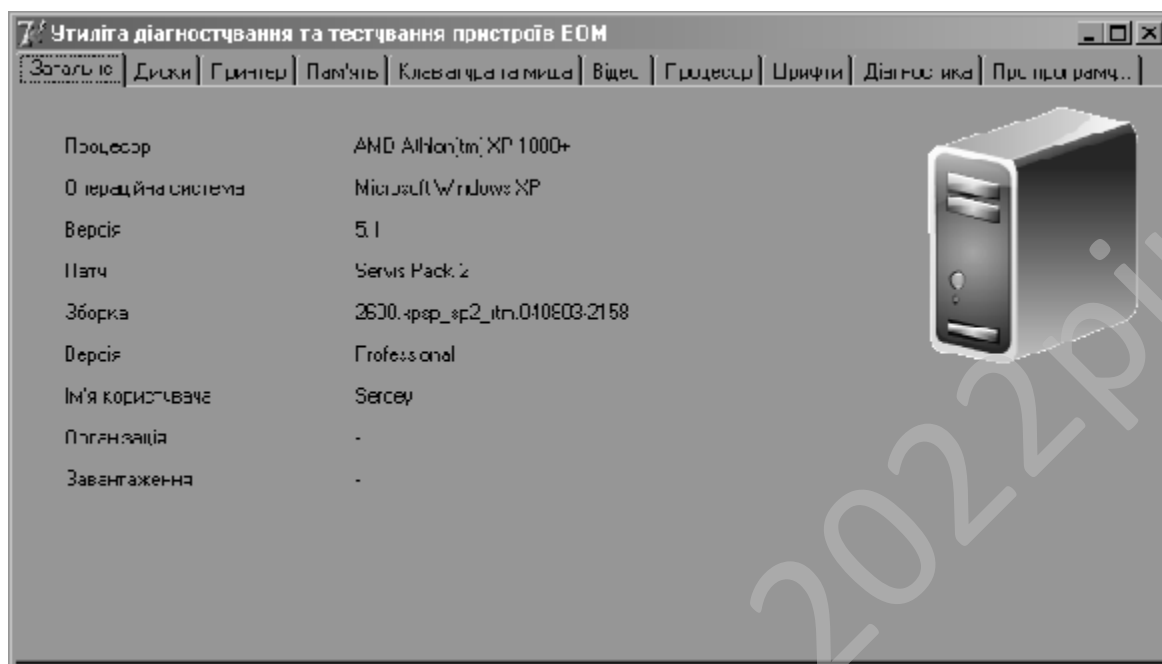 Утиліта діагностування та тестування пристроїв ЕОМ
Загальне Диски Принтер Пам'ять Клавіатура та миша Відео Процесор Шрифти Діагностика Про програму...
Процесор AMD Athlon(tm) XP 1000+
Операційна система Microsoft Windows XP
Версія 5.1
Патч Servis Pack 2
Зборка 2600.xpsp_sp2_rtm.040803-2158
Версія Professional
Ім'я користувача Sergey
Організація -
Завантаження -